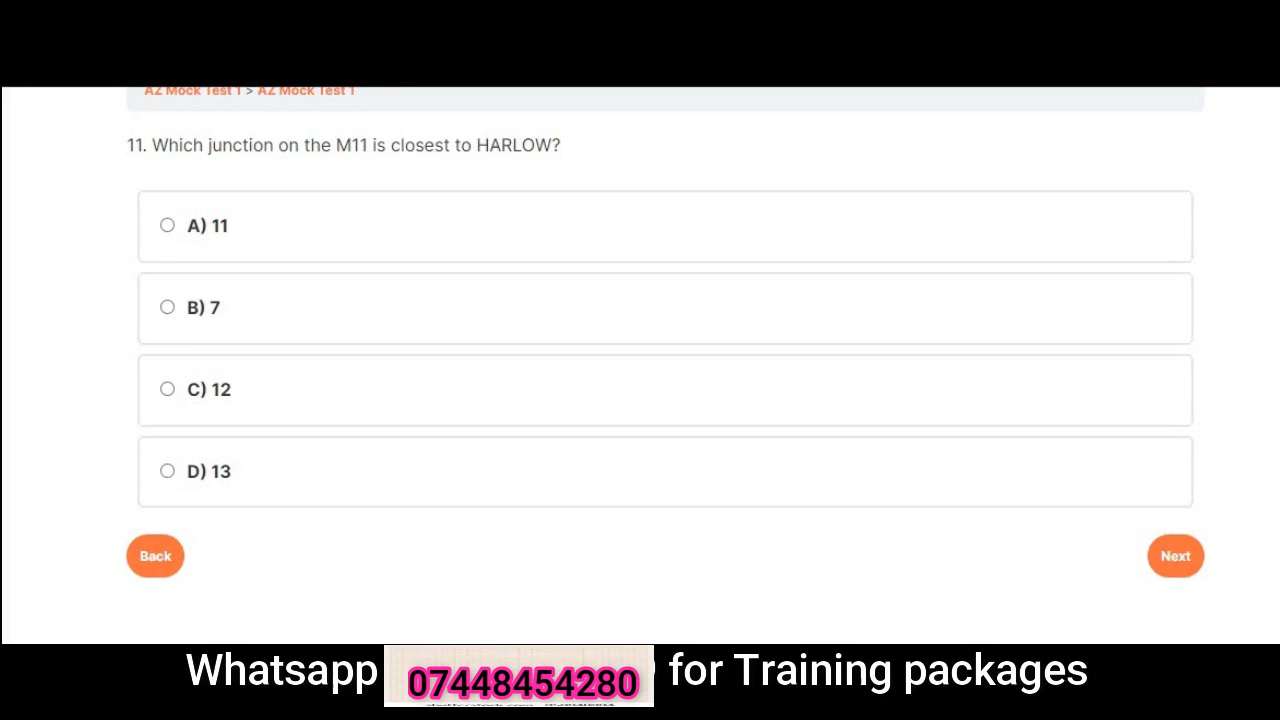 AZ Mock Test 1 > AZ Mock Test 1
11. Which junction on the M11 is closest to HARLOW?
A) 11
B) 7
C) 12
D) 13
Back
Next
Whatsapp 07448454280 for Training packages